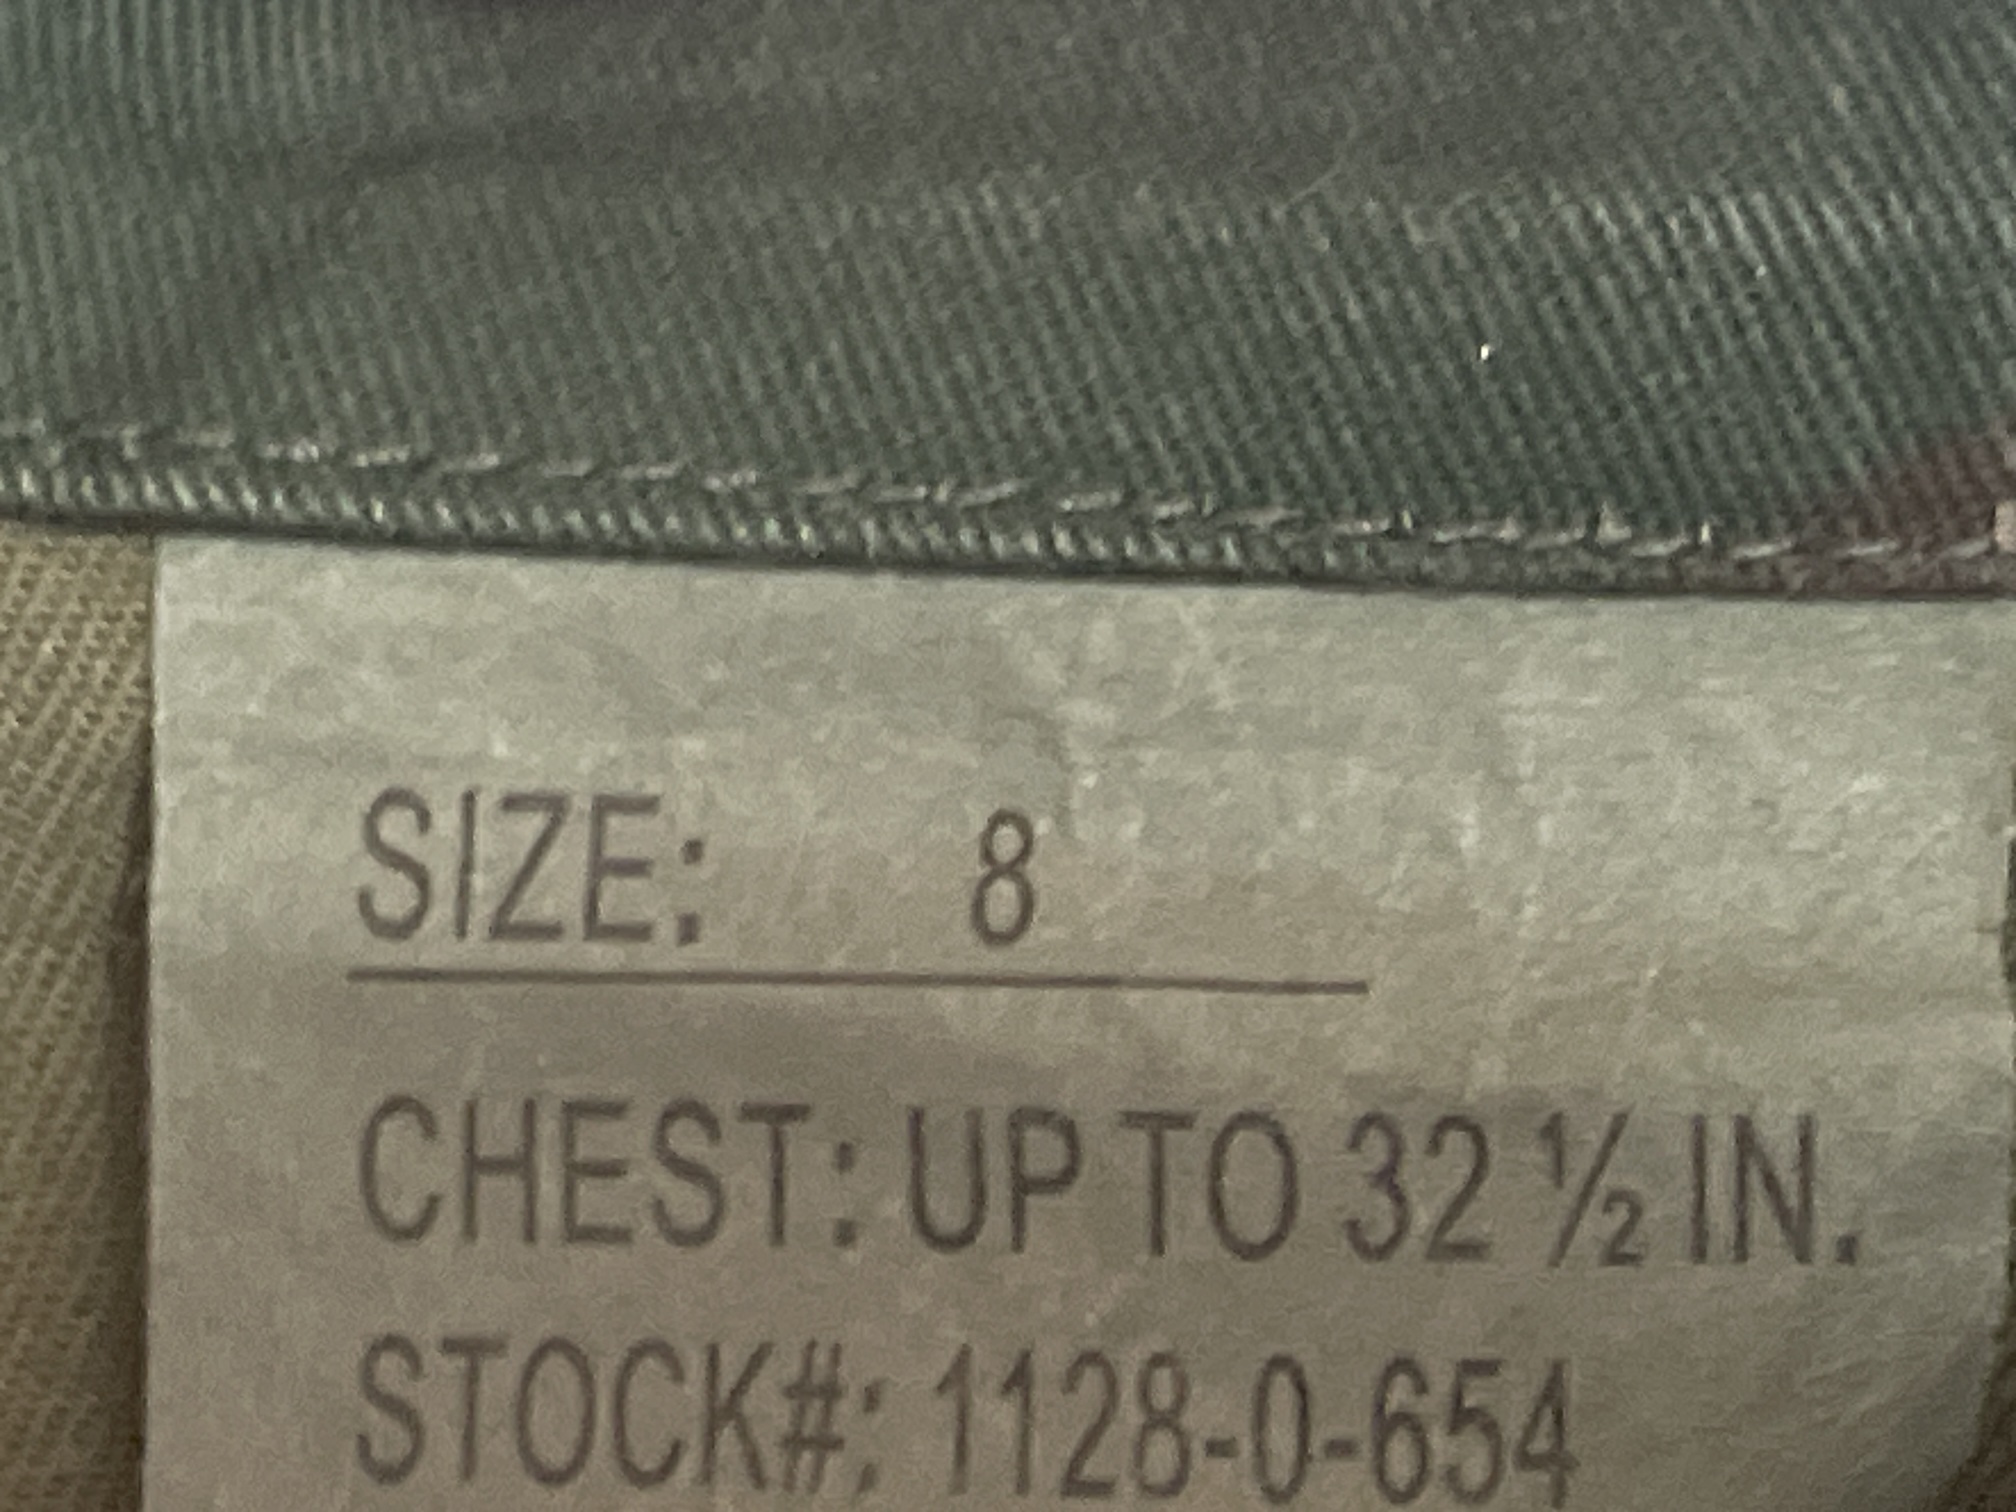 SIZE: 8
CHEST: UP TO 32 ½ IN.
STOCK#: 1128-0-654